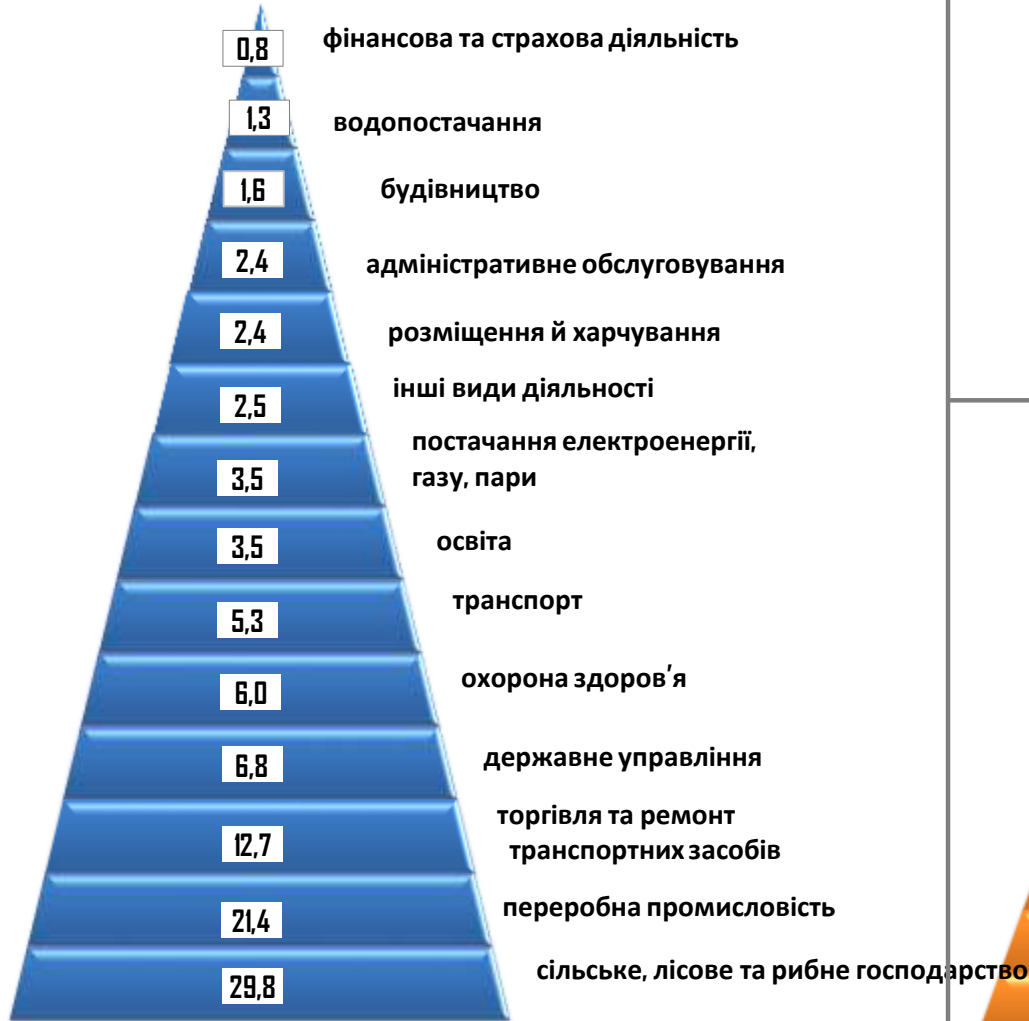 0,8 фінансова та страхова діяльність
1,3 водопостачання
1,6 будівництво
2,4 адміністративне обслуговування
2,4 розміщення й харчування
2,5 інші види діяльності
3,5 постачання електроенергії,
газу, пари
3,5 освіта
5,3 транспорт
6,0 охорона здоров'я
6,8 державне управління
12,7 торгівля та ремонт
транспортних засобів
21,4 переробна промисловість
29,8 сільське, лісове та рибне господарство